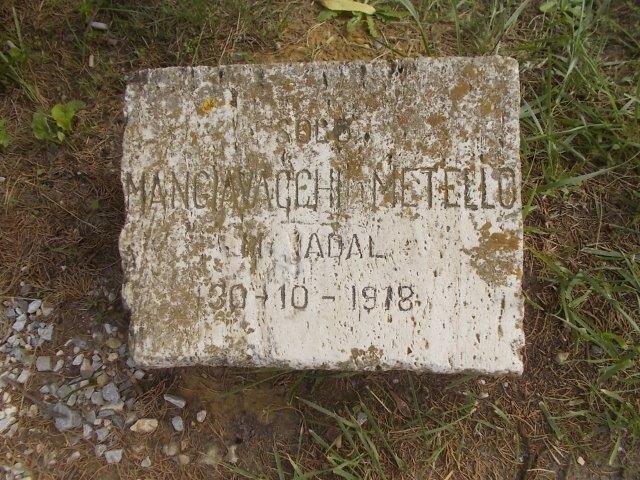 SOLD.
MANCIAVACCHI METELLO
30-10-1918